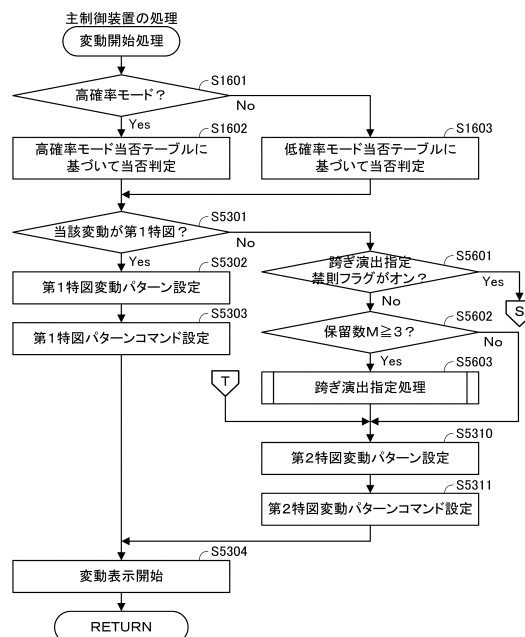 主制御装置の処理
変動開始処理
S1601
高確率モード?
No
Yes
S1602
S1603
高確率モード当否テーブルに
基づいて当否判定
低確率モード当否テーブルに
基づいて当否判定
S5301
当該変動が第1特図?
No
Yes
S5601
跨ぎ演出指定
禁則フラグがオン?
Yes
No
S
S5302
第1特図変動パターン設定
S5303
第1特図パターンコマンド設定
S5602
保留数M≧3?
No
Yes
S5603
跨ぎ演出指定処理
T
S5310
第2特図変動パターン設定
S5311
第2特図変動パターンコマンド設定
S5304
変動表示開始
RETURN